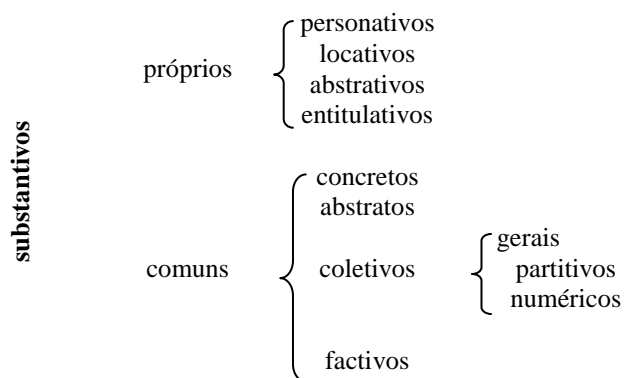 substantivos
próprios
personativos
locativos
abstrativos
entitulativos
comuns
concretos
abstratos
coletivos
gerais
partitivos
numéricos
factivos